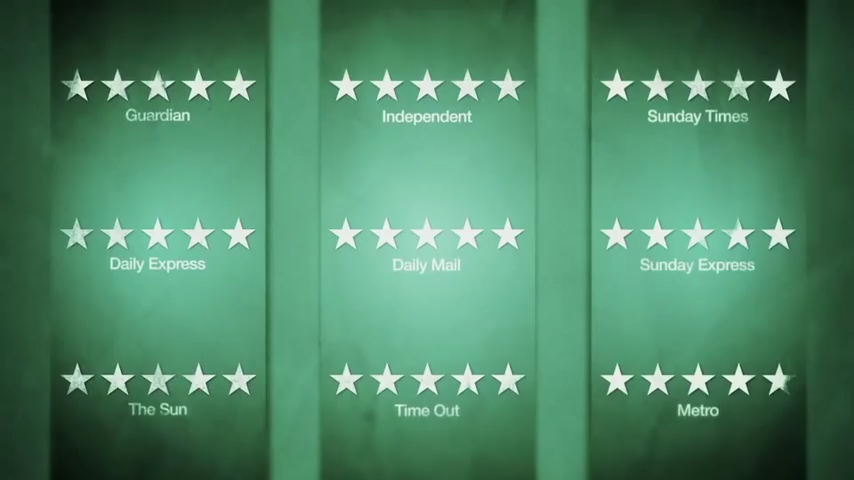 Guardian
Independent
Sunday Times
Daily Express
Daily Mail
Sunday Express
The Sun
Time Out
Metro